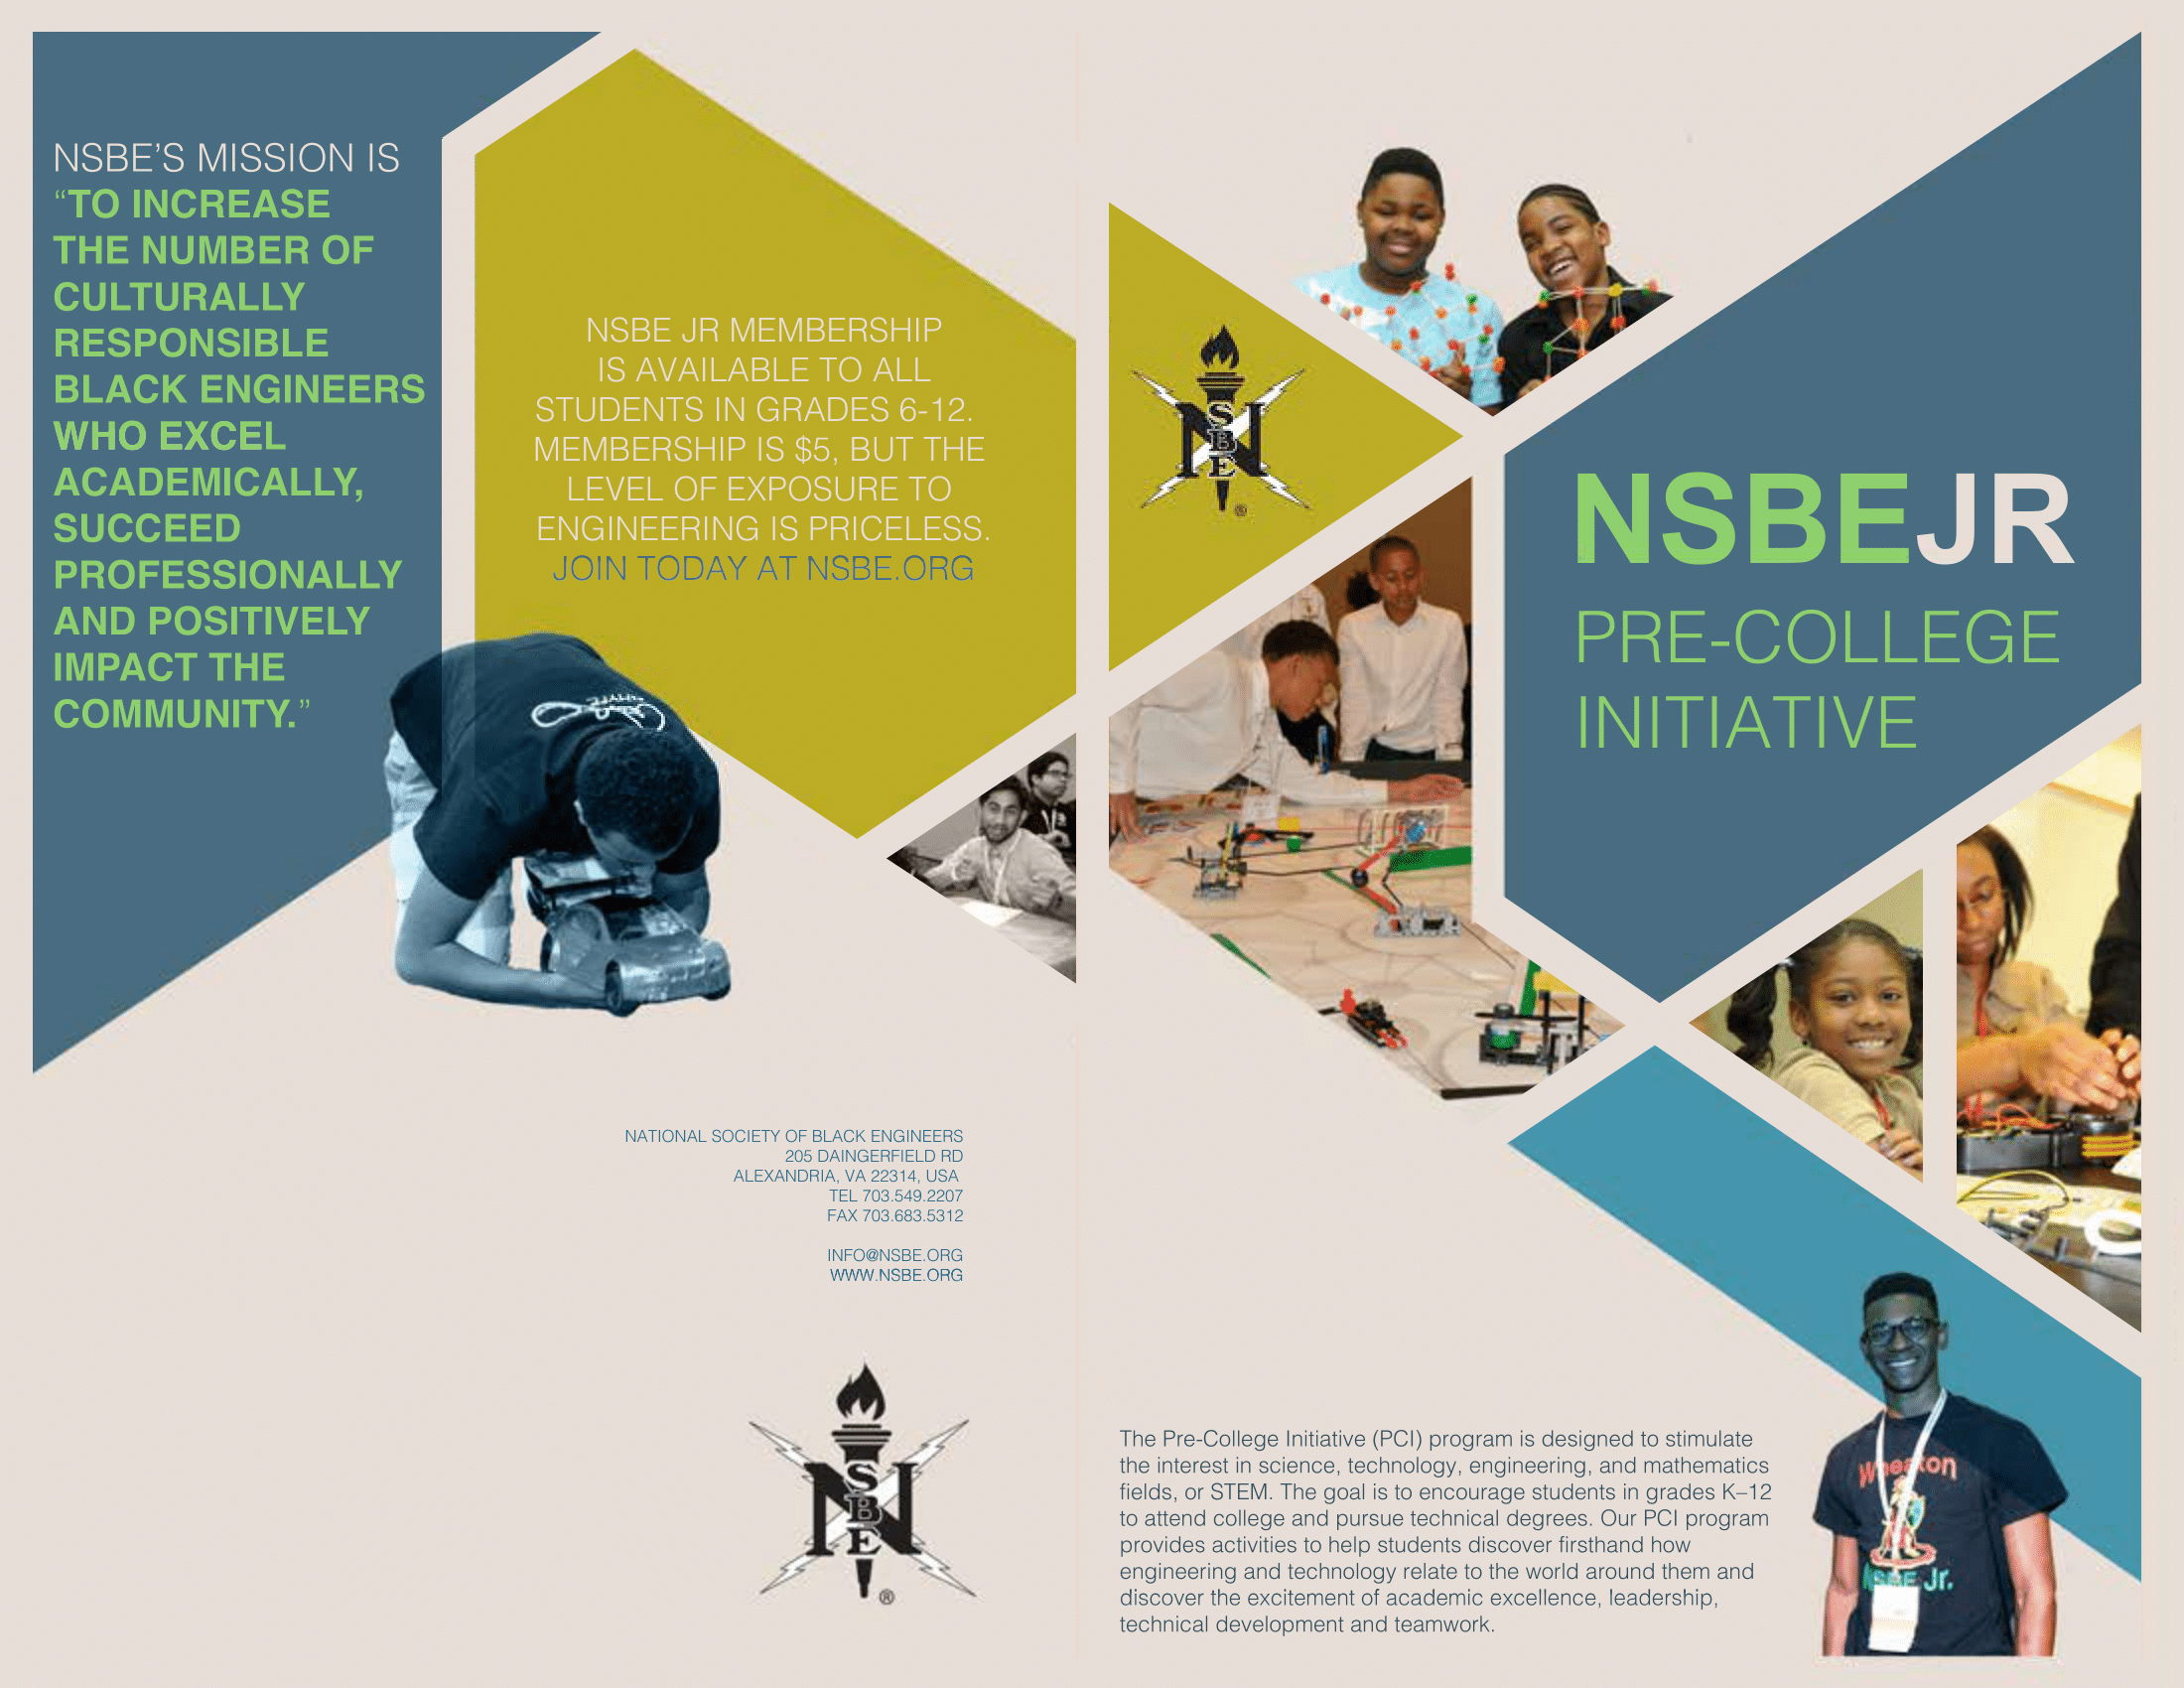 NSBE’S MISSION IS
“TO INCREASE
THE NUMBER OF
CULTURALLY
RESPONSIBLE
BLACK ENGINEERS
WHO EXCEL
ACADEMICALLY,
SUCCEED
PROFESSIONALLY
AND POSITIVELY
IMPACT THE
COMMUNITY.”
NSBE JR MEMBERSHIP
IS AVAILABLE TO ALL
STUDENTS IN GRADES 6-12.
MEMBERSHIP IS $5, BUT THE
LEVEL OF EXPOSURE TO
ENGINEERING IS PRICELESS.
JOIN TODAY AT NSBE.ORG
NATIONAL SOCIETY OF BLACK ENGINEERS
205 DAINGERFIELD RD
ALEXANDRIA, VA 22314, USA
TEL 703.549.2207
FAX 703.683.5312
INFO@NSBE.ORG
WWW.NSBE.ORG
NSBE
®
NSBE
®
NSBEJR
PRE-COLLEGE
INITIATIVE
The Pre-College Initiative (PCI) program is designed to stimulate
the interest in science, technology, engineering, and mathematics
fields, or STEM. The goal is to encourage students in grades K–12
to attend college and pursue technical degrees. Our PCI program
provides activities to help students discover firsthand how
engineering and technology relate to the world around them and
discover the excitement of academic excellence, leadership,
technical development and teamwork.
Wheaton
NSBE Jr.